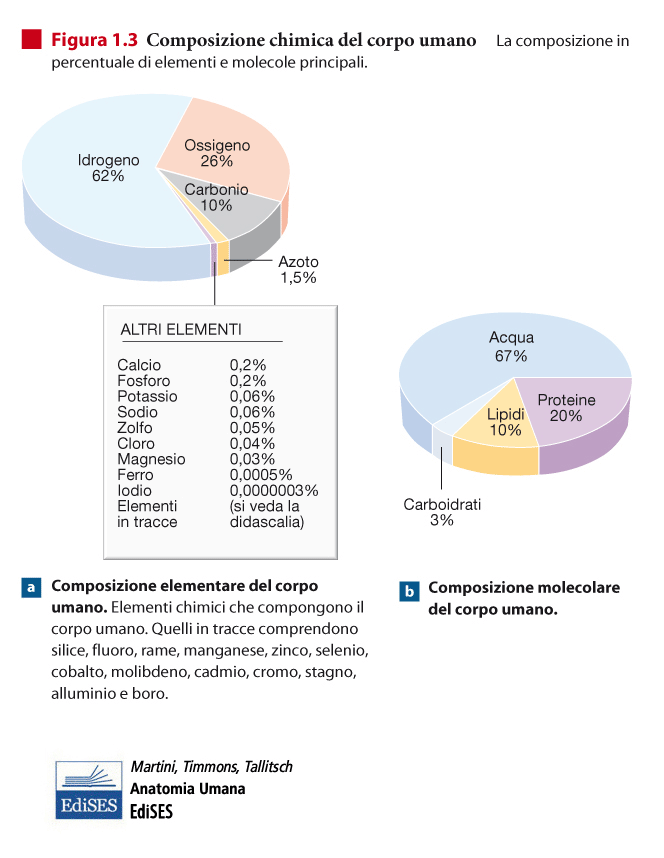 Figura 1.3 Composizione chimica del corpo umano La composizione in
percentuale di elementi e molecole principali.
Idrogeno
62%
Ossigeno
26%
Carbonio
10%
Azoto
1,5%
ALTRI ELEMENTI
Calcio 0,2%
Fosforo 0,2%
Potassio 0,06%
Sodio 0,06%
Zolfo 0,05%
Cloro 0,04%
Magnesio 0,03%
Ferro 0,0005%
Iodio 0,0000003%
Elementi (si veda la
in tracce didascalia)
Acqua
67%
Proteine
20%
Lipidi
10%
Carboidrati
3%
a Composizione elementare del corpo
umano. Elementi chimici che compongono il
corpo umano. Quelli in tracce comprendono
silice, fluoro, rame, manganese, zinco, selenio,
cobalto, molibdeno, cadmio, cromo, stagno,
alluminio e boro.
b Composizione molecolare
del corpo umano.
EdiSES
Martini, Timmons, Tallitsch
Anatomia Umana
EdiSES